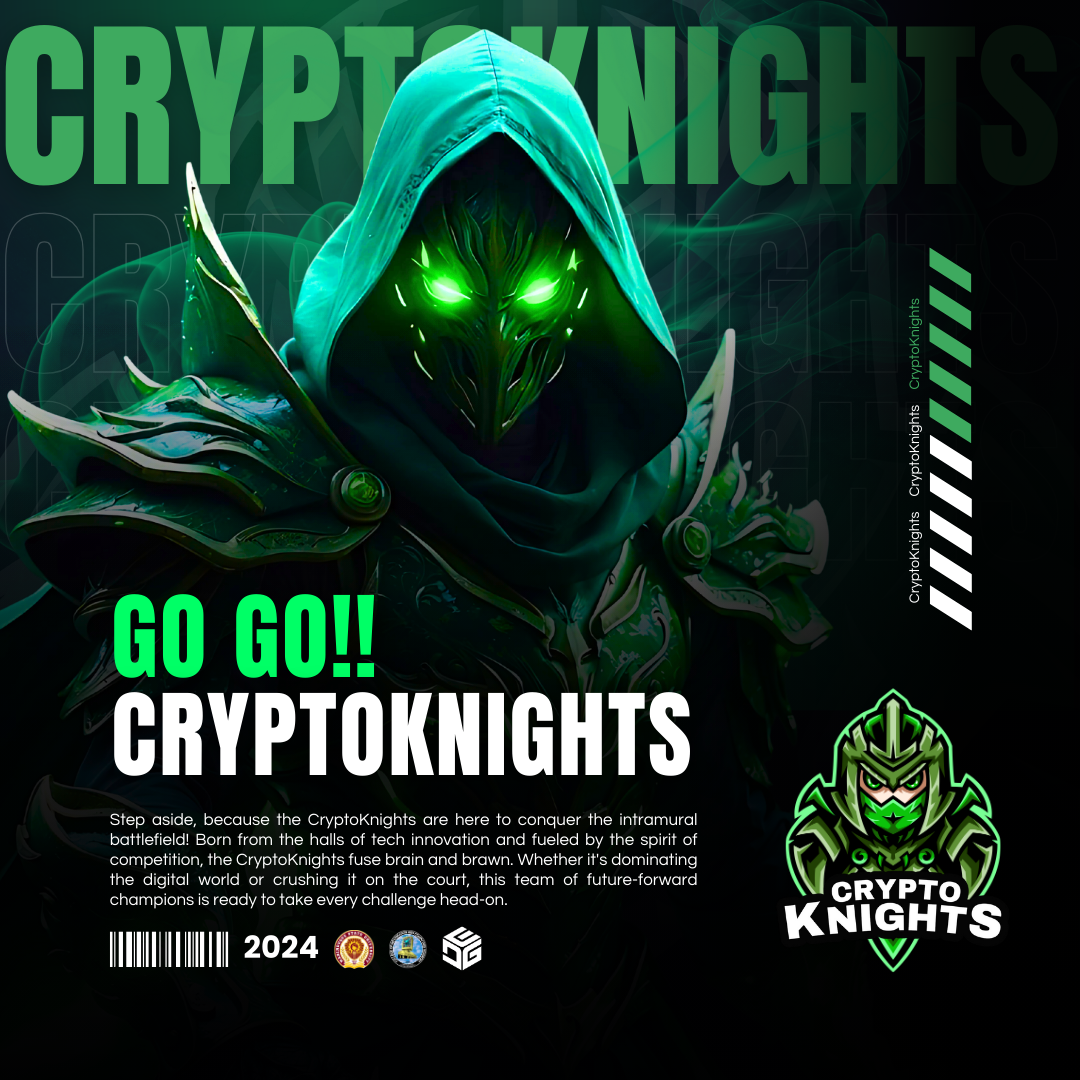 CRYPTOKNIGHTS
CryptoKnights
CryptoKnights
CryptoKnights
GO GO!!
CRYPTOKNIGHTS
Step aside, because the CryptoKnights are here to conquer the intramural
battlefield! Born from the halls of tech innovation and fueled by the spirit of
competition, the CryptoKnights fuse brain and brawn. Whether it's dominating
the digital world or crushing it on the court, this team of future-forward
champions is ready to take every challenge head-on.
2024
CRYPTO
KNIGHTS